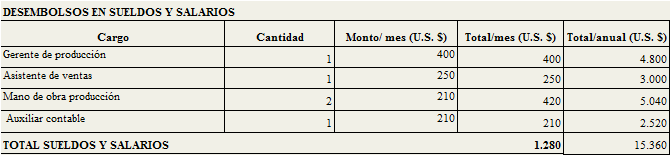 DESEMBOLSOS EN SUELDOS Y SALARIOS
Cargo Cantidad Monto/ mes (U.S. $) Total/mes (U.S. $) Total/anual (U.S. $)
Gerente de producción 1 400 400 4.800
Asistente de ventas 1 250 250 3.000
Mano de obra producción 2 210 420 5.040
Auxiliar contable 1 210 210 2.520
TOTAL SUELDOS Y SALARIOS 1.280 15.360